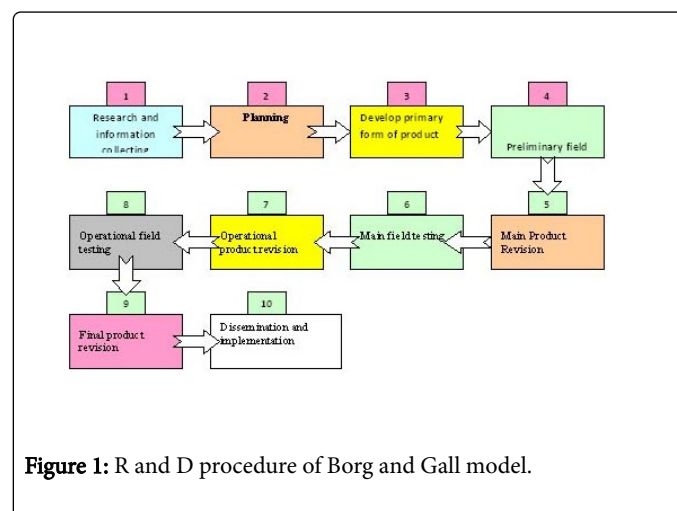 1
Research and
information
collecting
2
Planning
3
Develop primary
form of product
4
Preliminary field
8
Operational field
testing
7
Operational
product revision
6
Main field testing
5
Main Product
Revision
9
Final product
revision
10
Dissemination and
implementation
Figure 1: R and D procedure of Borg and Gall model.